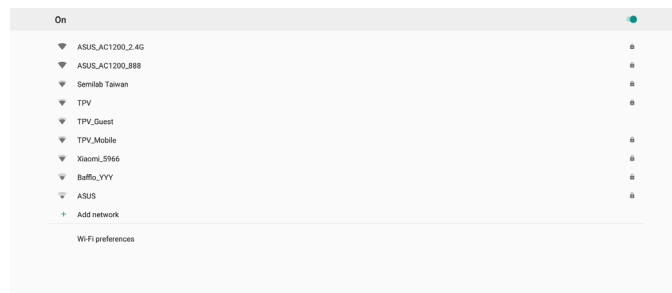 On
ASUS_AC1200_2.4G
ASUS_AC1200_888
Semilab Taiwan
TPV
TPV_Guest
TPV_Mobile
Xiaomi_5966
Bafflo_YYY
ASUS
+ Add network
Wi-Fi preferences